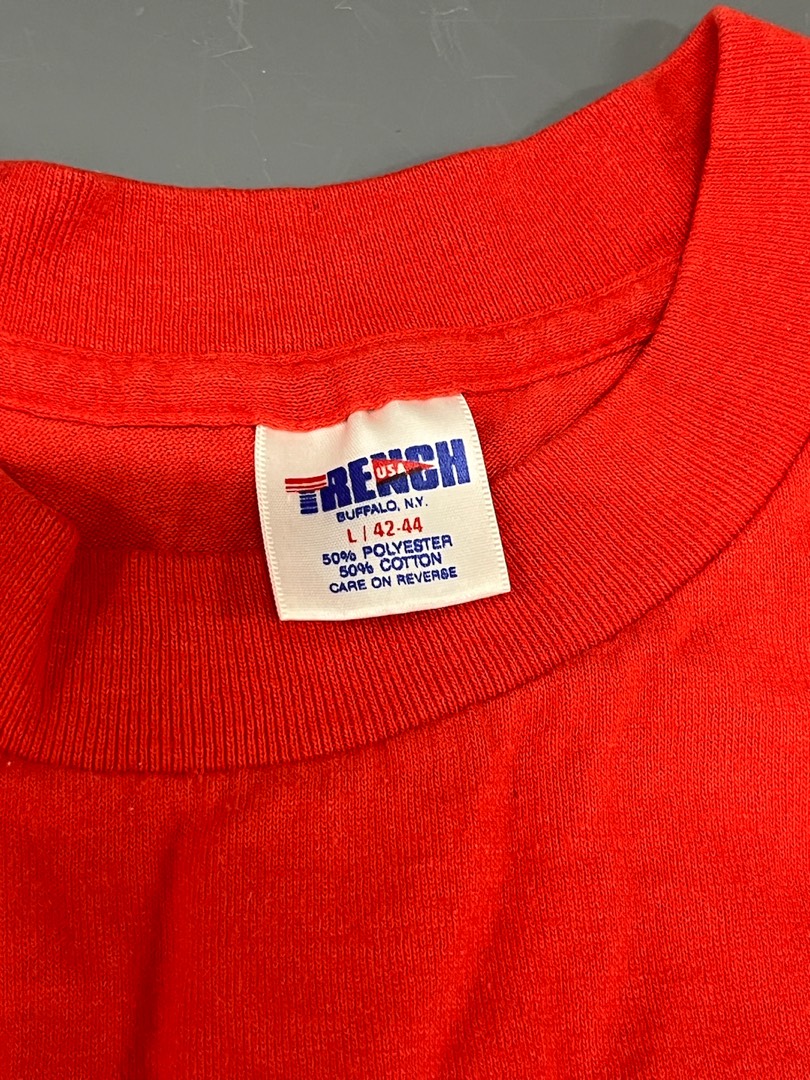 TRENCH
USA
BUFFALO, N.Y.
L | 42-44
50% POLYESTER
50% COTTON
CARE ON REVERSE